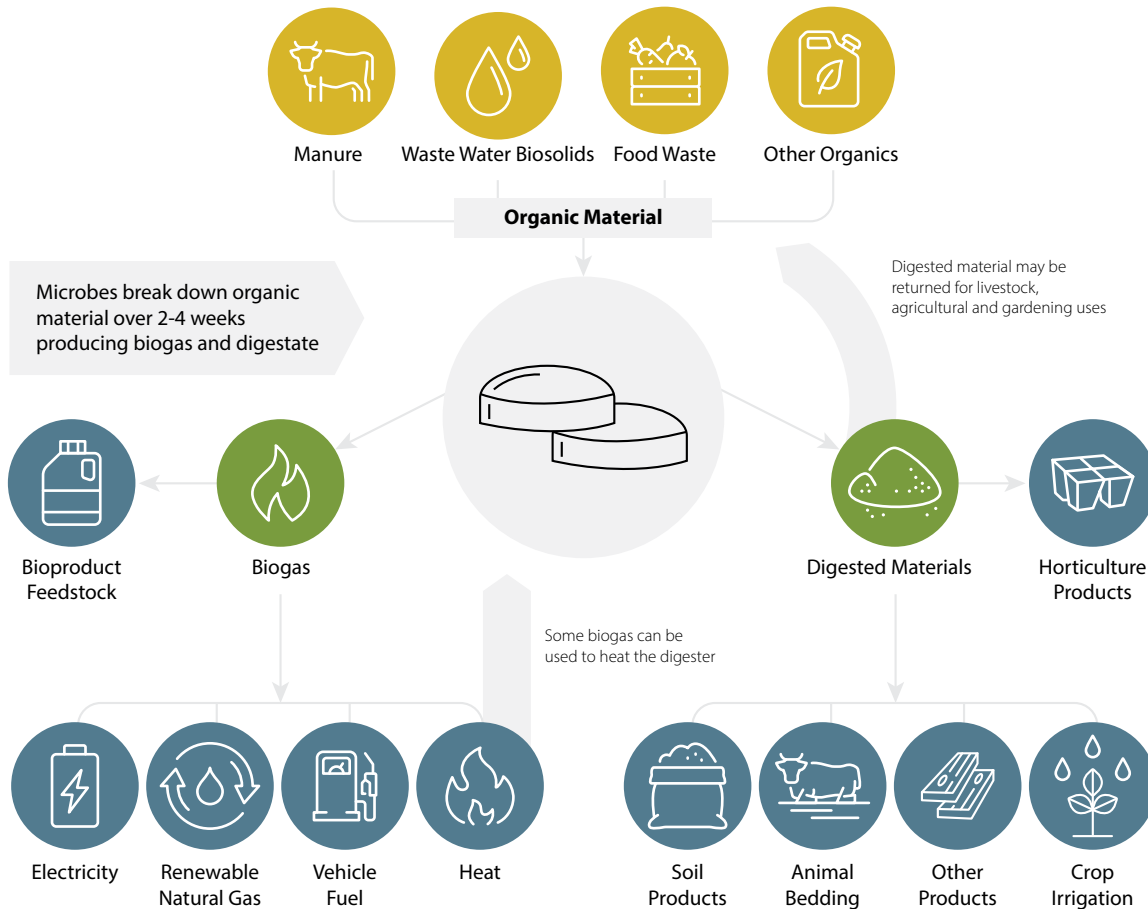 Manure
Waste Water Biosolids
Food Waste
Other Organics
Organic Material
Microbes break down organic
material over 2-4 weeks
producing biogas and digestate
Digested material may be
returned for livestock,
agricultural and gardening uses
Bioproduct
Feedstock
Biogas
Digested Materials
Horticulture
Products
Some biogas can be
used to heat the digester
Electricity
Renewable
Natural Gas
Vehicle
Fuel
Heat
Soil
Products
Animal
Bedding
Other
Products
Crop
Irrigation